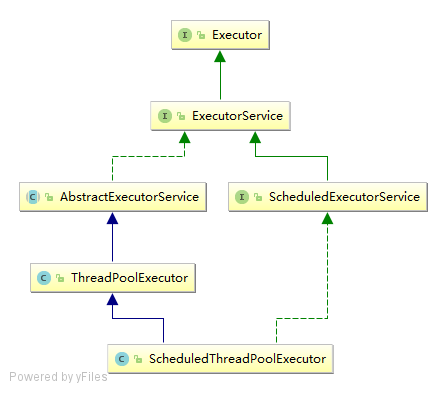 I Executor
I ExecutorService
C AbstractExecutorService
I ScheduledExecutorService
C ThreadPoolExecutor
C ScheduledThreadPoolExecutor
Powered by yFiles